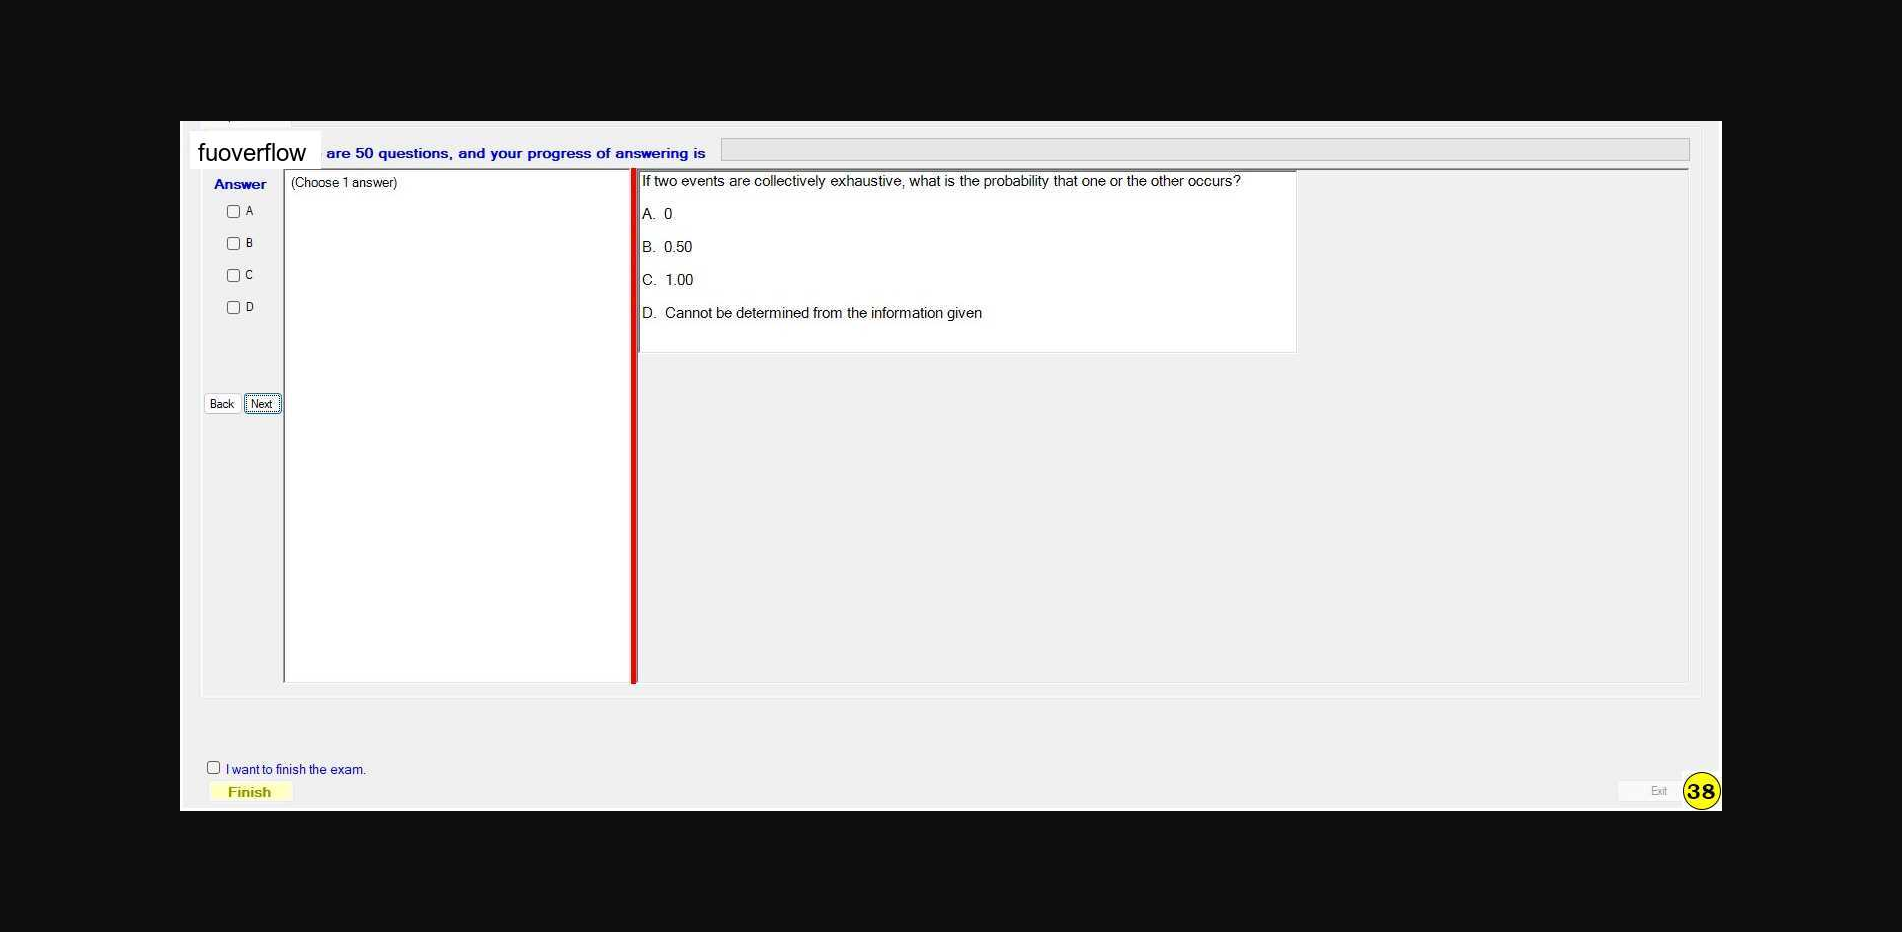 fuoverflow are 50 questions, and your progress of answering is
Answer
(Choose 1 answer)
A
B
C
D
Back Next
If two events are collectively exhaustive, what is the probability that one or the other occurs?
A. 0
B. 0.50
C. 1.00
D. Cannot be determined from the information given
I want to finish the exam.
Finish
Exit
38